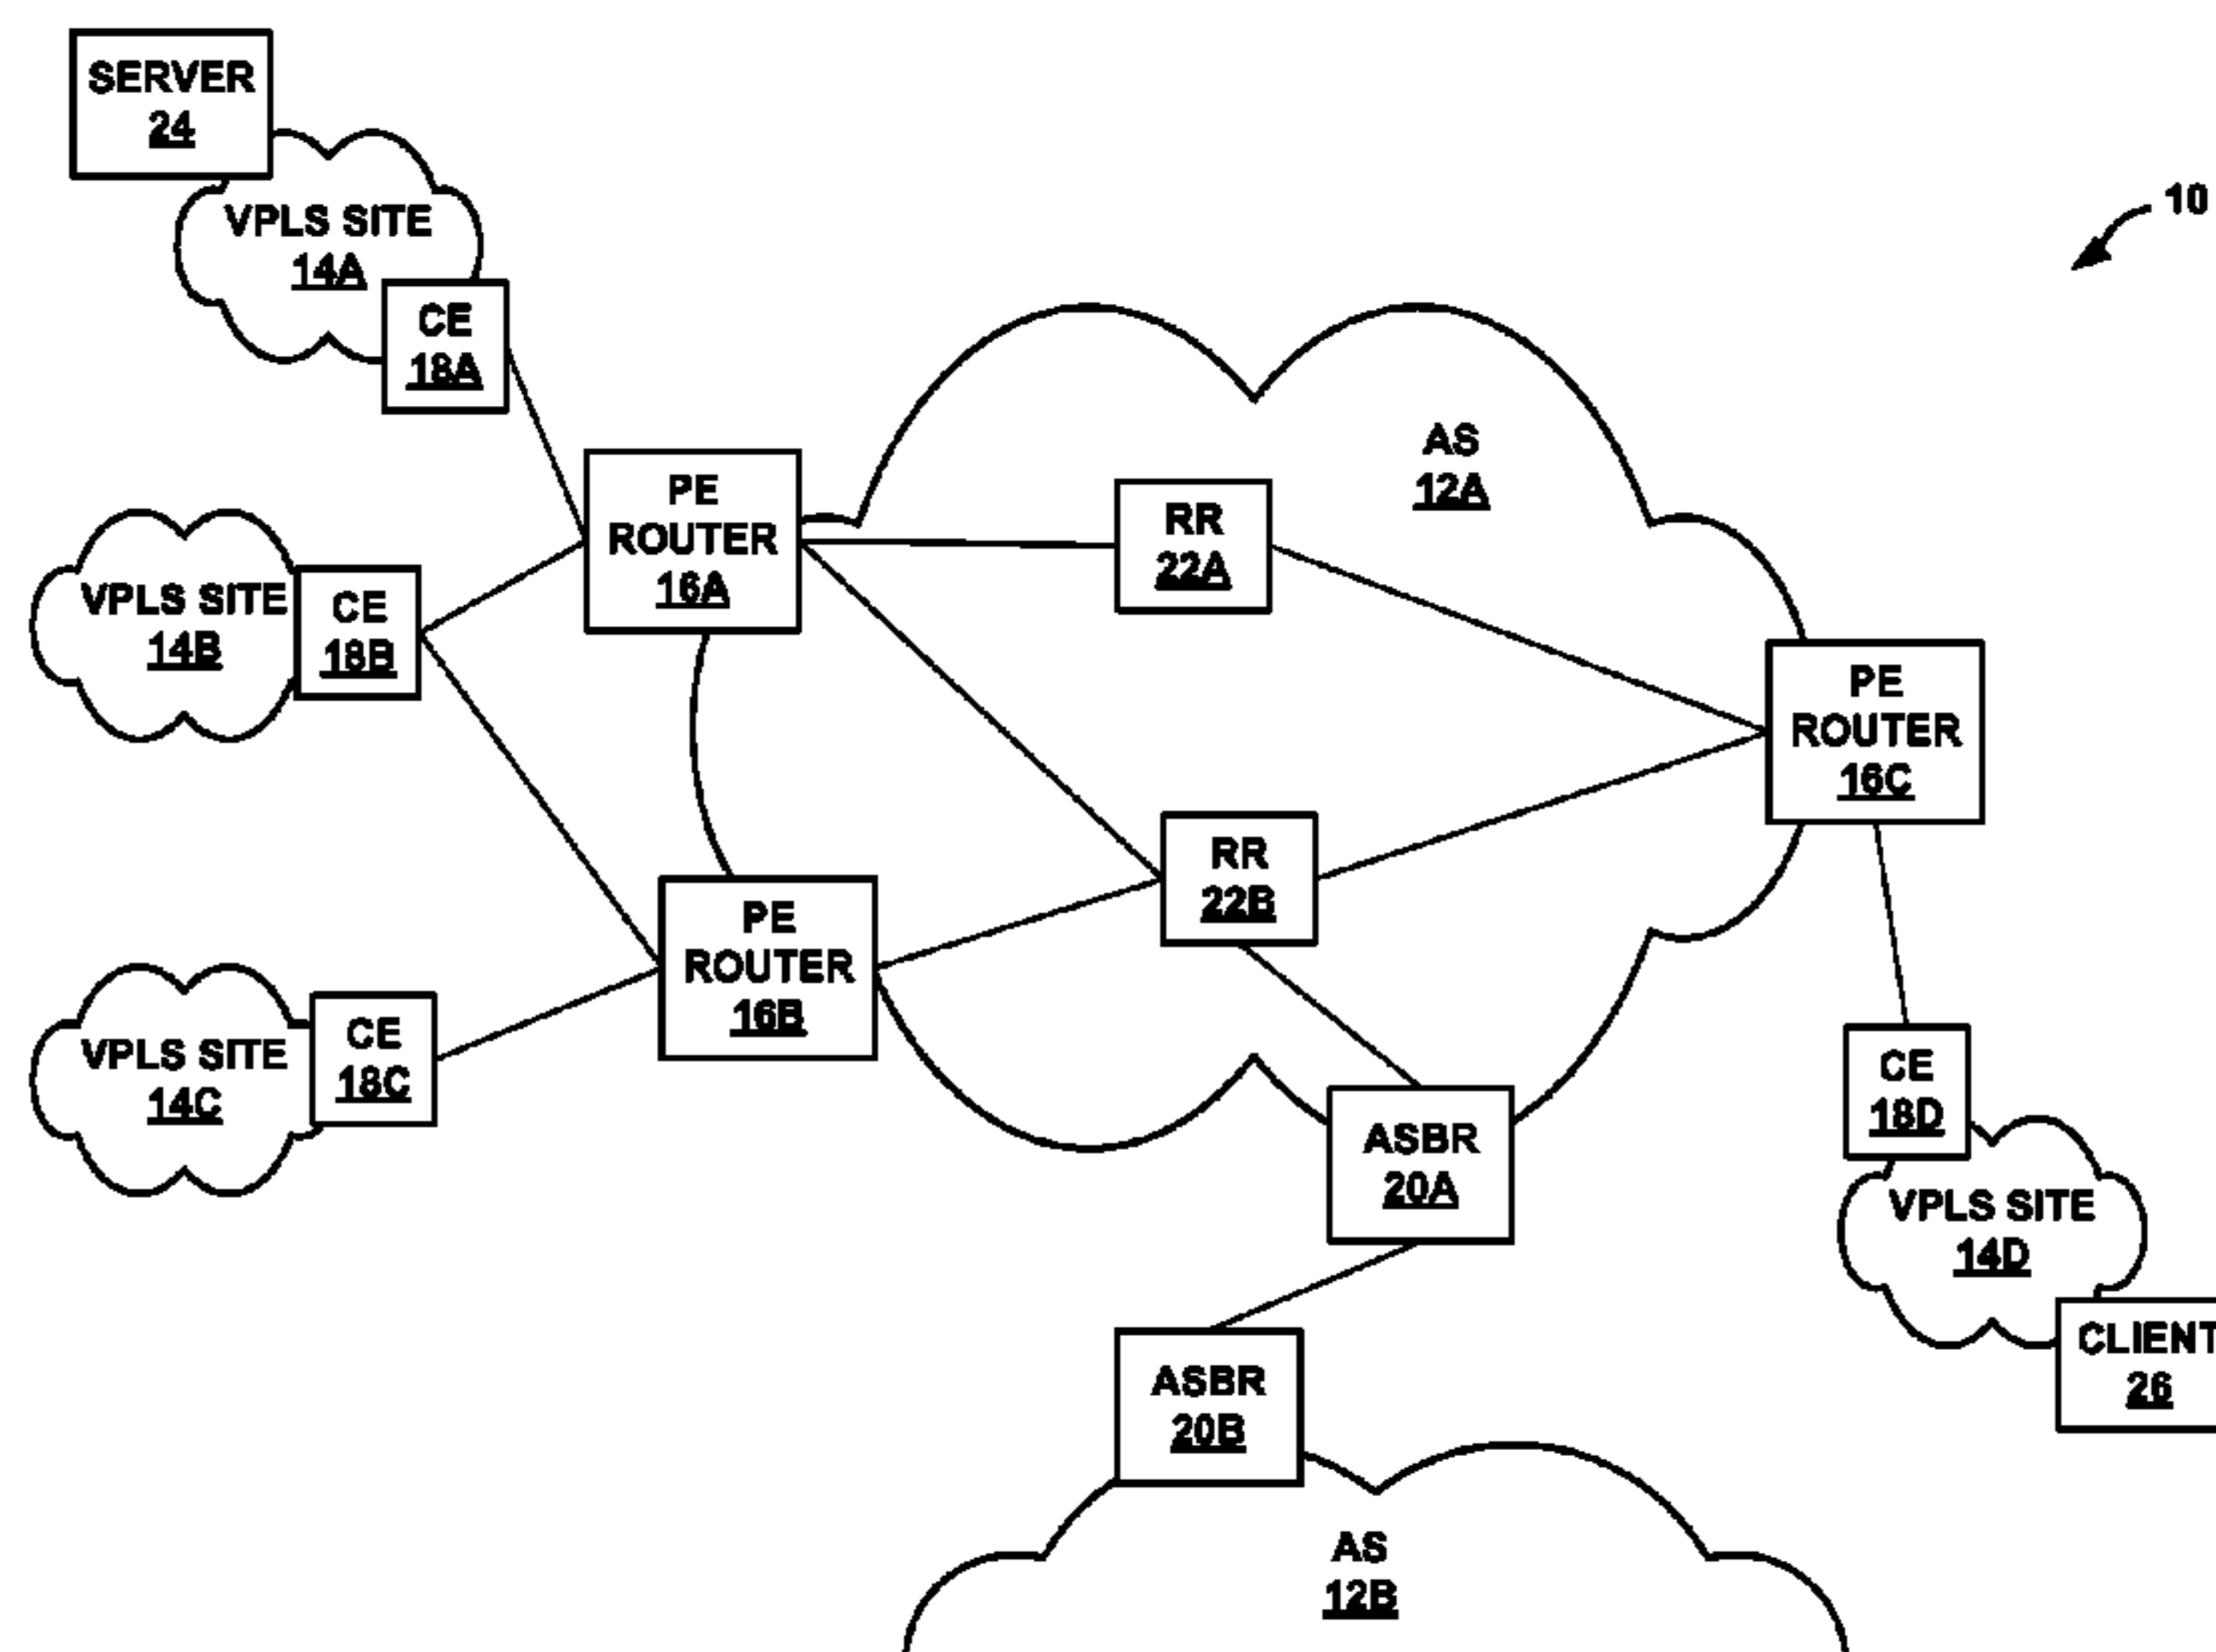 SERVER
24
VPLS SITE
14A
10
CE
18A
AS
12A
PE
ROUTER
16A
RR
22A
VPLS SITE
14B
CE
18B
PE
ROUTER
16C
RR
22B
PE
ROUTER
16B
VPLS SITE
14C
CE
18C
CE
18D
ASBR
20A
VPLS SITE
14D
CLIENT
26
ASBR
20B
AS
12B